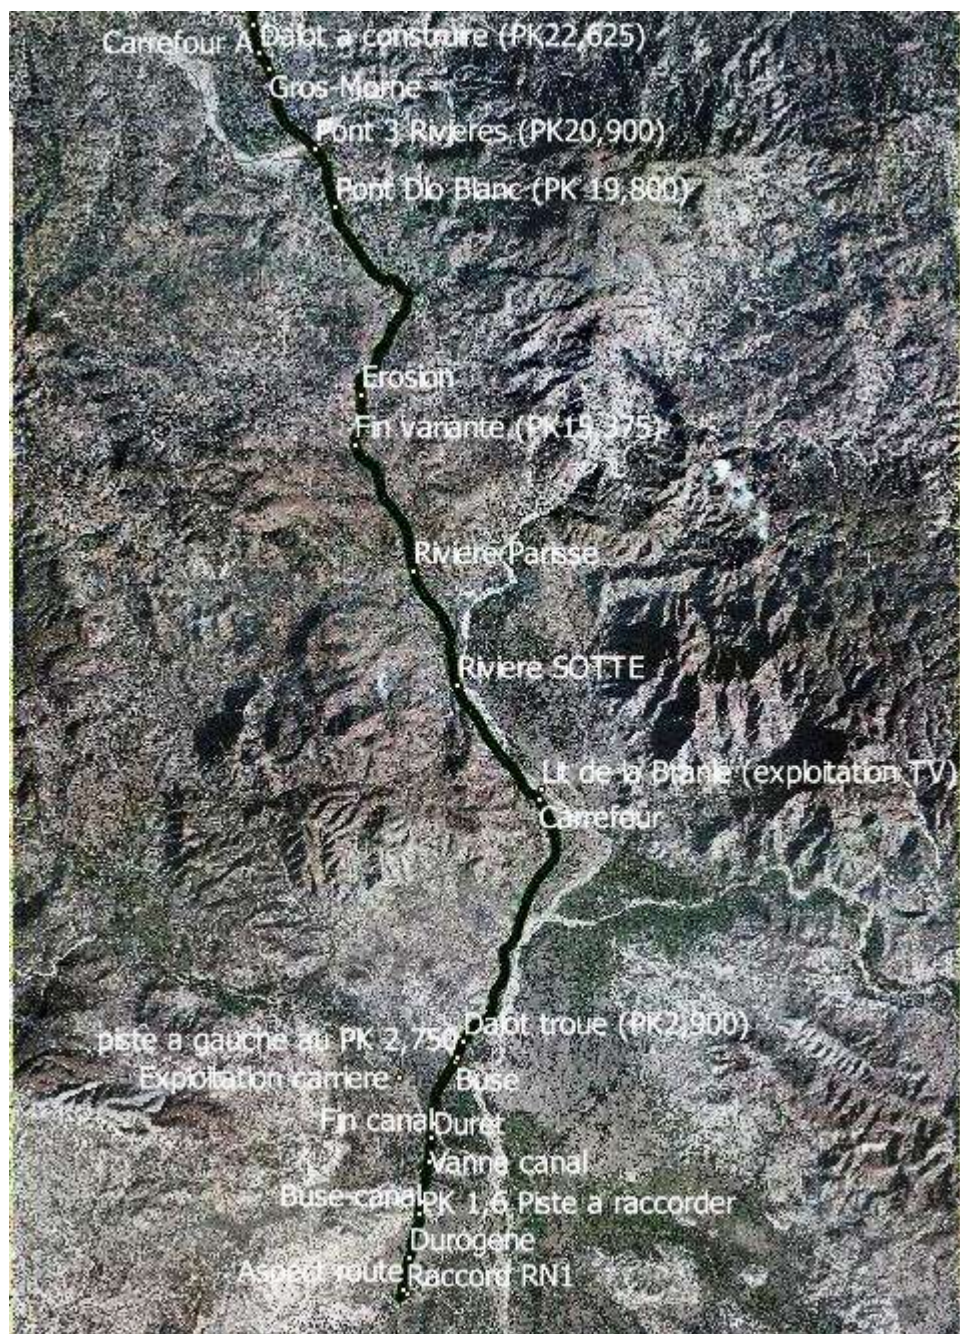 Carrefour A
Dalot a construire (PK22,625)
Gros-Morne
Pont 3 Rivieres (PK20,900)
Pont Dlo Blanc (PK 19,800)
Erosion
Fin variante (PK15,375)
Riviere Parisse
Riviere SOTTE
Lit de la Branle (exploitation TV)
Carrefour
Dalot troue (PK2,900)
piste a gauche au PK 2,750
Exploitation carriere
Buse
Fin canal
Duret
Vanne canal
Buse-canal
PK 1,6 Piste a raccorder
Durogene
Aspect route
Raccord RN1